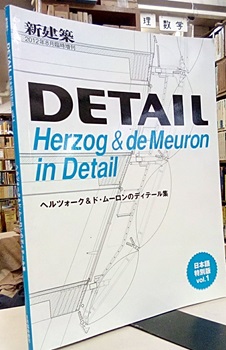 理 数学
新建築
2012年8月臨時増刊
DETAIL
Herzog & de Meuron
in Detail
ヘルツォーク&ド・ムーロンのディテール集
日本語
特別版
vol.1